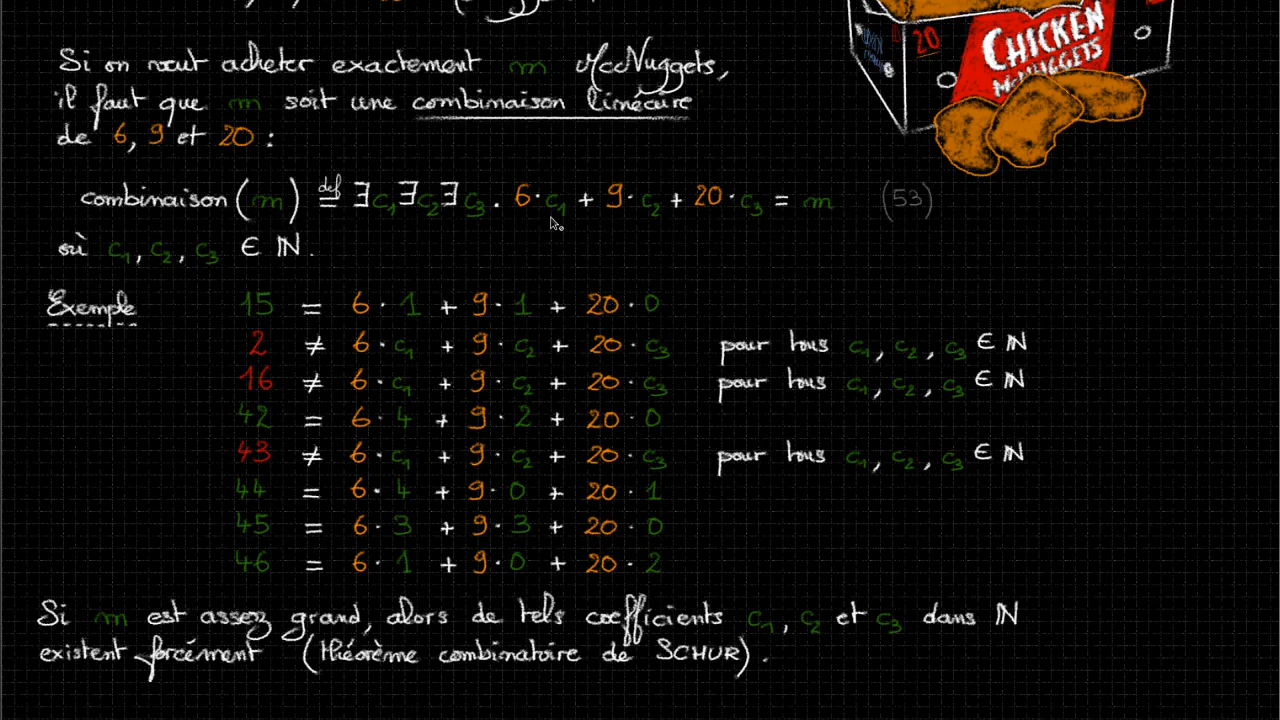 20
CHICKEN
McNUGGETS
Si on veut acheter exactement m McNuggets,
il faut que m soit une combinaison linéaire
de 6, 9 et 20 :
combinaison (m) ≝ ∃c₁∃c₂∃c₃ . 6·c₁ + 9·c₂ + 20·c₃ = m (53)
où c₁, c₂, c₃ ∈ ℕ.
Exemple 15 = 6·1 + 9·1 + 20·0
2 ≠ 6·c₁ + 9·c₂ + 20·c₃ pour tous c₁, c₂, c₃ ∈ ℕ
16 ≠ 6·c₁ + 9·c₂ + 20·c₃ pour tous c₁, c₂, c₃ ∈ ℕ
42 = 6·4 + 9·2 + 20·0
43 ≠ 6·c₁ + 9·c₂ + 20·c₃ pour tous c₁, c₂, c₃ ∈ ℕ
44 = 6·4 + 9·0 + 20·1
45 = 6·3 + 9·3 + 20·0
46 = 6·1 + 9·0 + 20·2
Si m est assez grand, alors de tels coefficients c₁, c₂ et c₃ dans ℕ
existent forcément (théorème combinatoire de SCHUR).